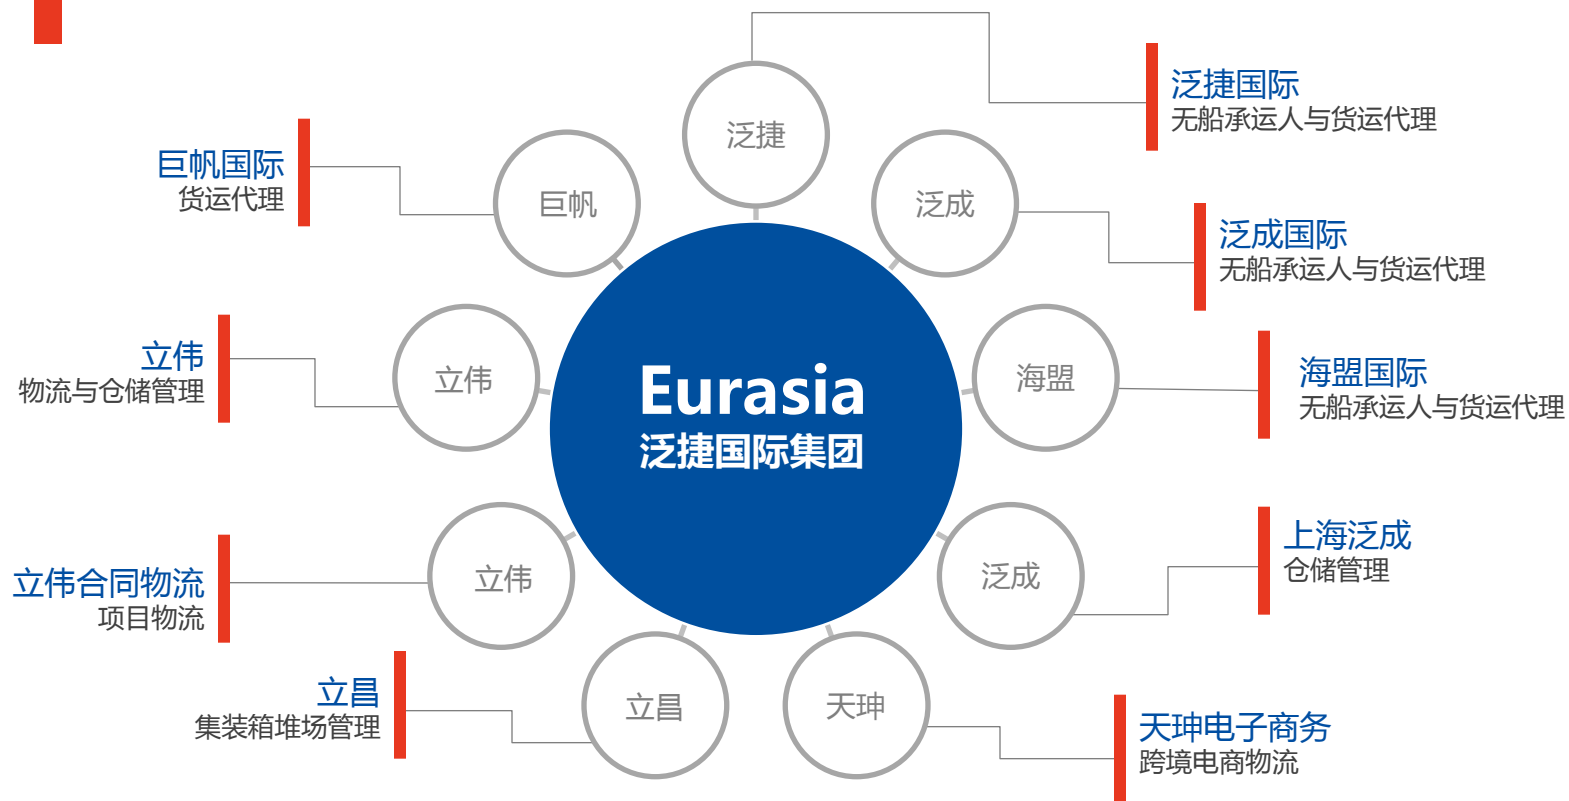 泛捷
泛捷国际
无船承运人与货运代理
巨帆国际
货运代理
巨帆
泛成
泛成国际
无船承运人与货运代理
立伟
物流与仓储管理
立伟
海盟
海盟国际
无船承运人与货运代理
Eurasia
泛捷国际集团
立伟合同物流
项目物流
立伟
泛成
上海泛成
仓储管理
立昌
集装箱堆场管理
立昌
天珅
天珅电子商务
跨境电商物流